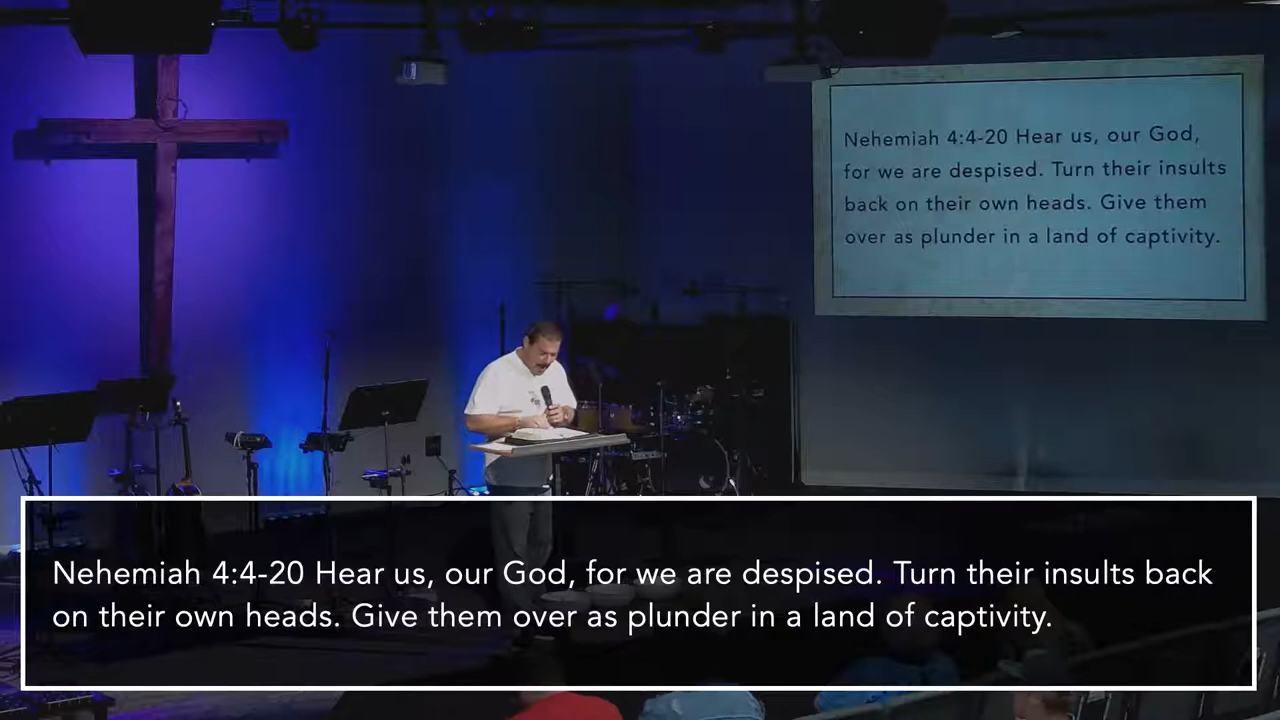 Nehemiah 4:4-20 Hear us, our God,
for we are despised. Turn their insults
back on their own heads. Give them
over as plunder in a land of captivity.
Nehemiah 4:4-20 Hear us, our God, for we are despised. Turn their insults back
on their own heads. Give them over as plunder in a land of captivity.